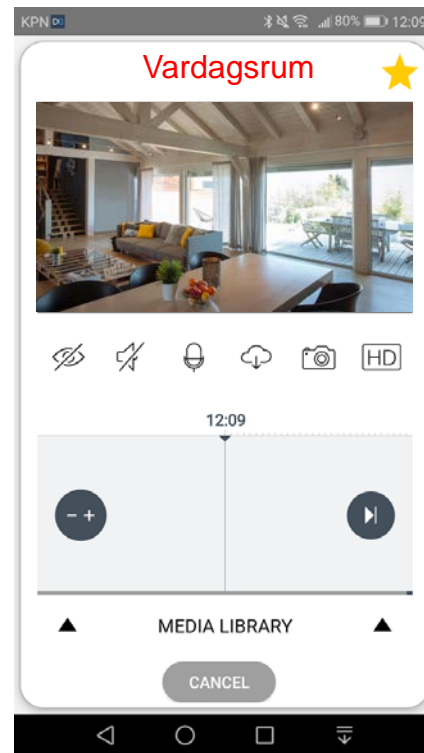 KPN 80% 12:09
Vardagsrum
HD
12:09
- +
MEDIA LIBRARY
CANCEL